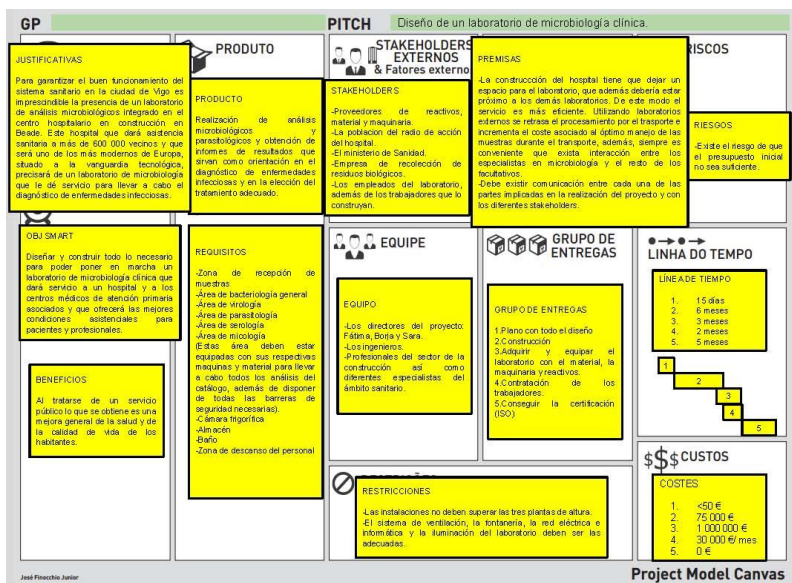 GP
PITCH
Diseño de un laboratorio de microbiología clínica.
JUSTIFICATIVAS
Para garantizar el buen funcionamiento del
sistema sanitario en la ciudad de Vigo es
imprescindible la presencia de un laboratorio
de análisis microbiológicos integrado en el
centro hospitalario en construcción en
Beade. Este hospital que dará asistencia
sanitaria a más de 600 000 vecinos y que
será uno de los más modernos de Europa,
situado a la vanguardia tecnológica,
precisará de un laboratorio de microbiología
que le dé servicio para llevar a cabo el
diagnóstico de enfermedades infecciosas.
OBJ SMART
Diseñar y construir todo lo necesario
para poder poner en marcha un
laboratorio de microbiología clínica que
dará servicio a un hospital y a los
centros médicos de atención primaria
asociados y que ofrecerá las mejores
condiciones asistenciales para
pacientes y profesionales.
BENEFICIOS
Al tratarse de un servicio
público lo que se obtiene es una
mejora general de la salud y de
la calidad de vida de los
habitantes.
PRODUTO
PRODUCTO
Realización de análisis
microbiológicos y
parasitológicos y obtención de
informes de resultados que
sirvan como orientación en el
diagnóstico de enfermedades
infecciosas y en la elección del
tratamiento adecuado.
REQUISITOS
-Zona de recepción de
muestras
-Área de bacteriología general
-Área de virología
-Área de parasitología
-Área de serología
-Área de micología
(Estas área deben estar
equipadas con sus respectivas
maquinas y material para llevar
a cabo todos los análisis del
catálogo, además de disponer
de todas las barreras de
seguridad necesarias).
-Cámara frigorífica
-Almacén
-Baño
-Zona de descanso del personal
STAKEHOLDERS
EXTERNOS
& Fatores externo
STAKEHOLDERS
-Proveedores de reactivos,
material y maquinaria.
-La poblacion del radio de acción
del hospital.
-El ministerio de Sanidad.
-Empresa de recolección de
residuos biológicos.
-Los empleados del laboratorio,
además de los trabajadores que lo
construyan.
EQUIPE
EQUIPO
-Los directores del proyecto:
Fátima, Borja y Sara.
-Los ingenieros.
-Profesionales del sector de la
construcción así como
diferentes especialistas del
ámbito sanitario.
PREMISAS
-La construcción del hospital tiene que dejar un
espacio para el laboratorio, que además debería estar
próximo a los demás laboratorios. De este modo el
servicio es más eficiente. Utilizando laboratorios
externos se retrasa el procesamiento por el trasporte e
incrementa el coste asociado al óptimo manejo de las
muestras durante el transporte, además, siempre es
conveniente que exista interacción entre los
especialistas en microbiología y el resto de los
facultativos.
-Debe existir comunicación entre cada una de las
partes implicadas en la realización del proyecto y con
los diferentes stakeholders.
GRUPO DE
ENTREGAS
GRUPO DE ENTREGAS
1.Plano con todo el diseño
2.Construcción
3.Adquirir y equipar el
laboratorio con el material, la
maquinaria y reactivos.
4.Contratación de los
trabajadores.
5.Conseguir la certificación
(ISO)
RESTRICCIONES
-Las instalaciones no deben superar las tres plantas de altura.
-El sistema de ventilación, la fontanería, la red eléctrica e
informática y la iluminación del laboratorio deben ser las
adecuadas.
RISCOS
RIESGOS
-Existe el riesgo de que
el presupuesto inicial
no sea suficiente.
LINHA DO TEMPO
LÍNEA DE TIEMPO
1. 15 días
2. 6 meses
3. 3 meses
4. 2 meses
5. 5 meses
1
2
3
4
5
$$$ CUSTOS
COSTES
1. <50 €
2. 75 000 €
3. 1 000 000 €
4. 30 000 €/ mes
5. 0 €
José Finocchio Junior
Project Model Canvas